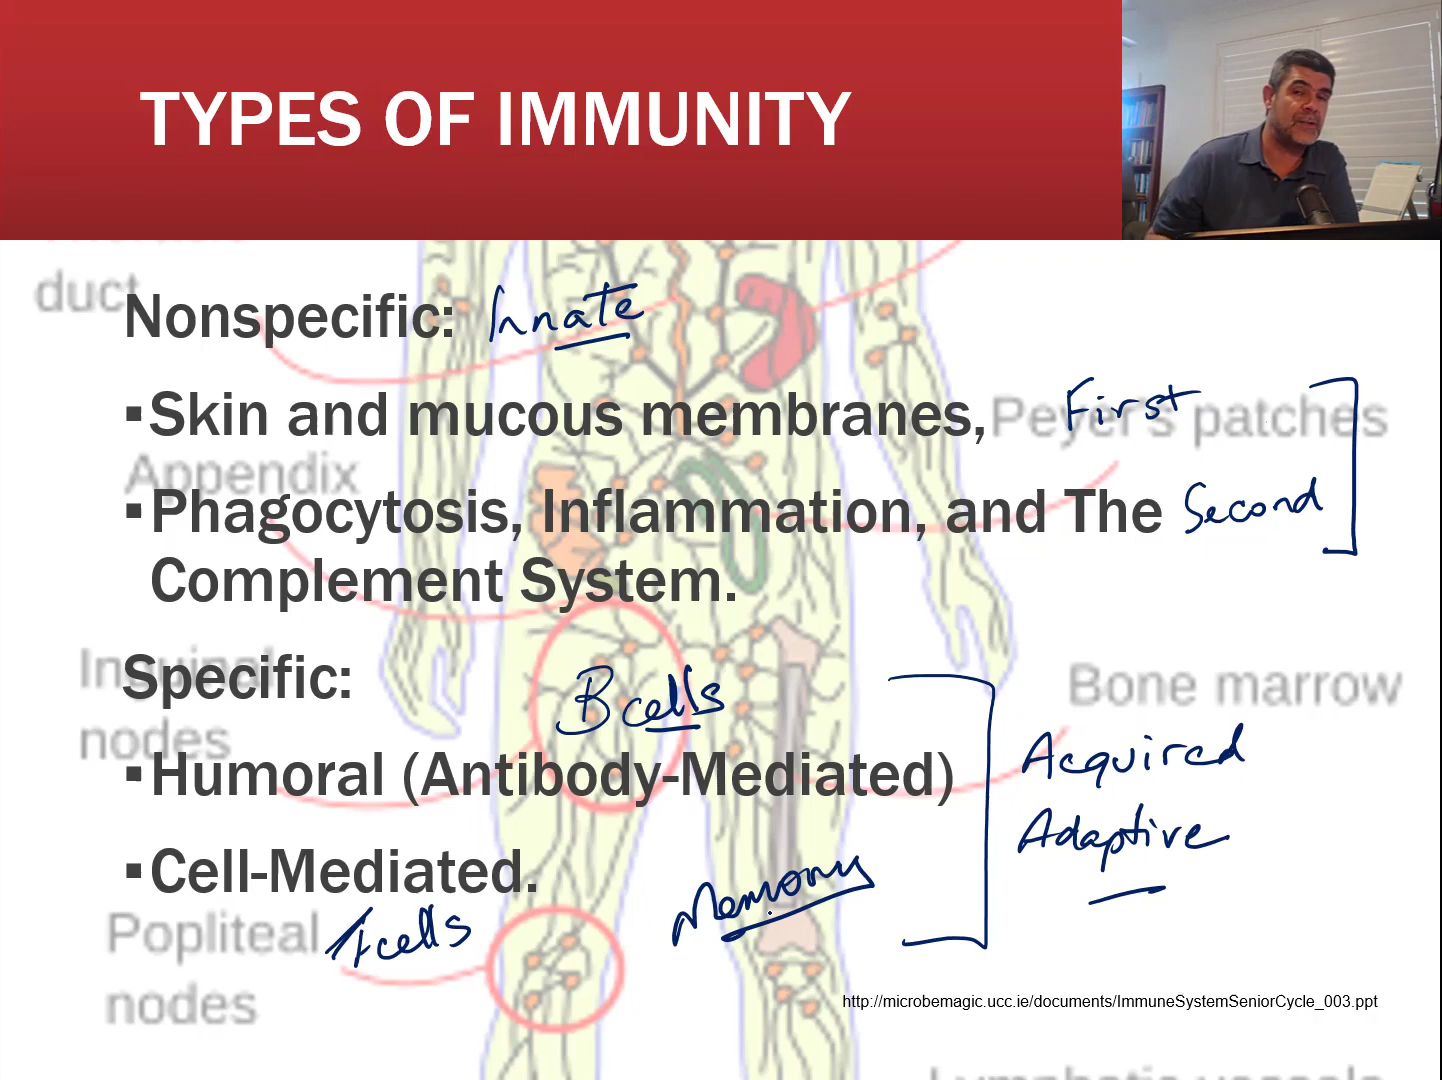 TYPES OF IMMUNITY
duct
Nonspecific: Innate
▪Skin and mucous membranes, First
Peyer's patches
Appendix
▪Phagocytosis, Inflammation, and The Second
Complement System.
Inguinal
nodes
Specific:
B cells
Bone marrow
▪Humoral (Antibody-Mediated)
Acquired
Adaptive
▪Cell-Mediated.
T cells
Memory
Popliteal
nodes
http://microbemagic.ucc.ie/documents/ImmuneSystemSeniorCycle_003.ppt
Lymphatic vessels